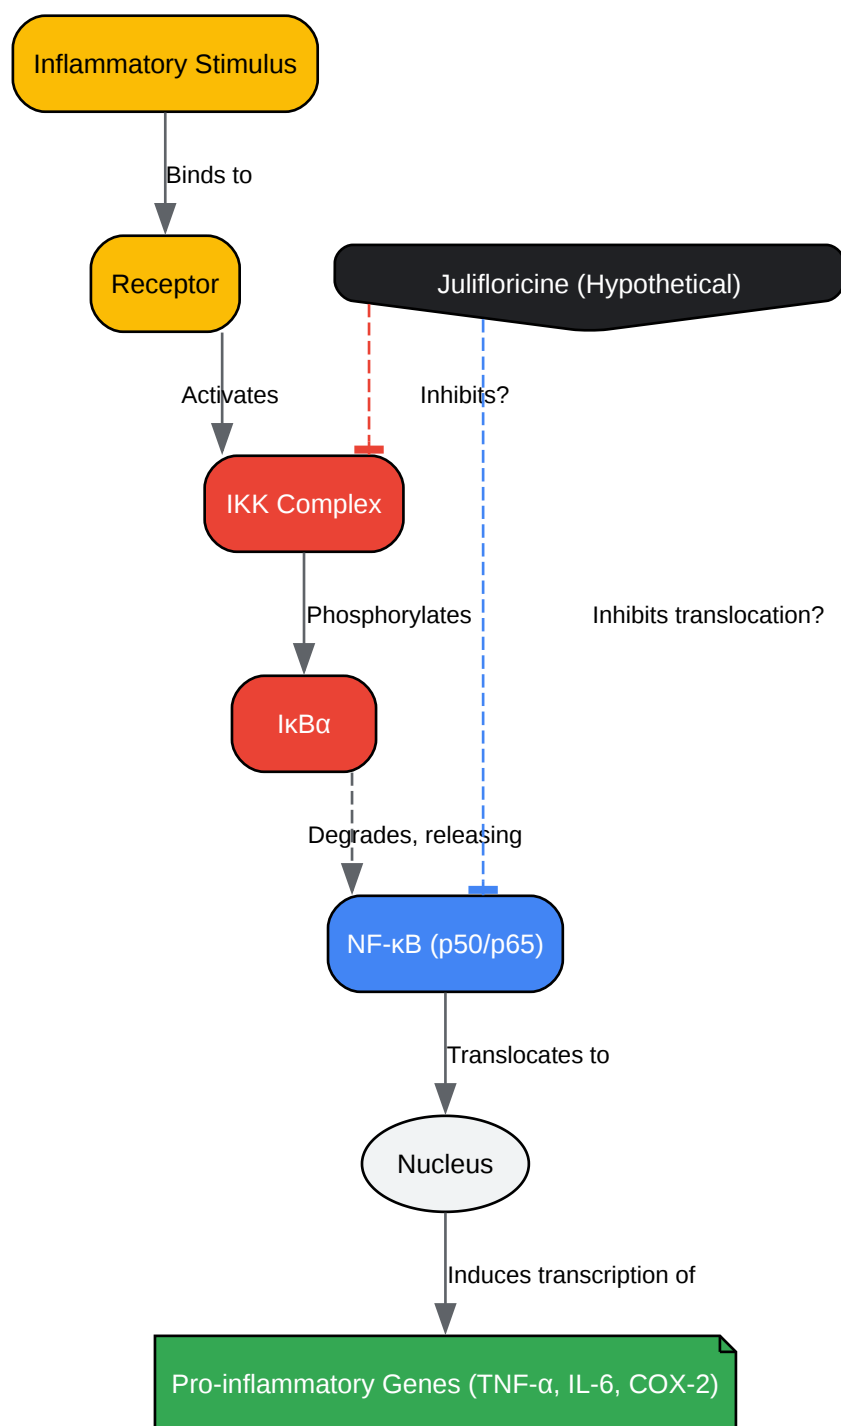 Inflammatory Stimulus
Binds to
Receptor
Julifloricine (Hypothetical)
Activates
Inhibits?
IKK Complex
Phosphorylates
Inhibits translocation?
IκBα
Degrades, releasing
NF-κB (p50/p65)
Translocates to
Nucleus
Induces transcription of
Pro-inflammatory Genes (TNF-α, IL-6, COX-2)